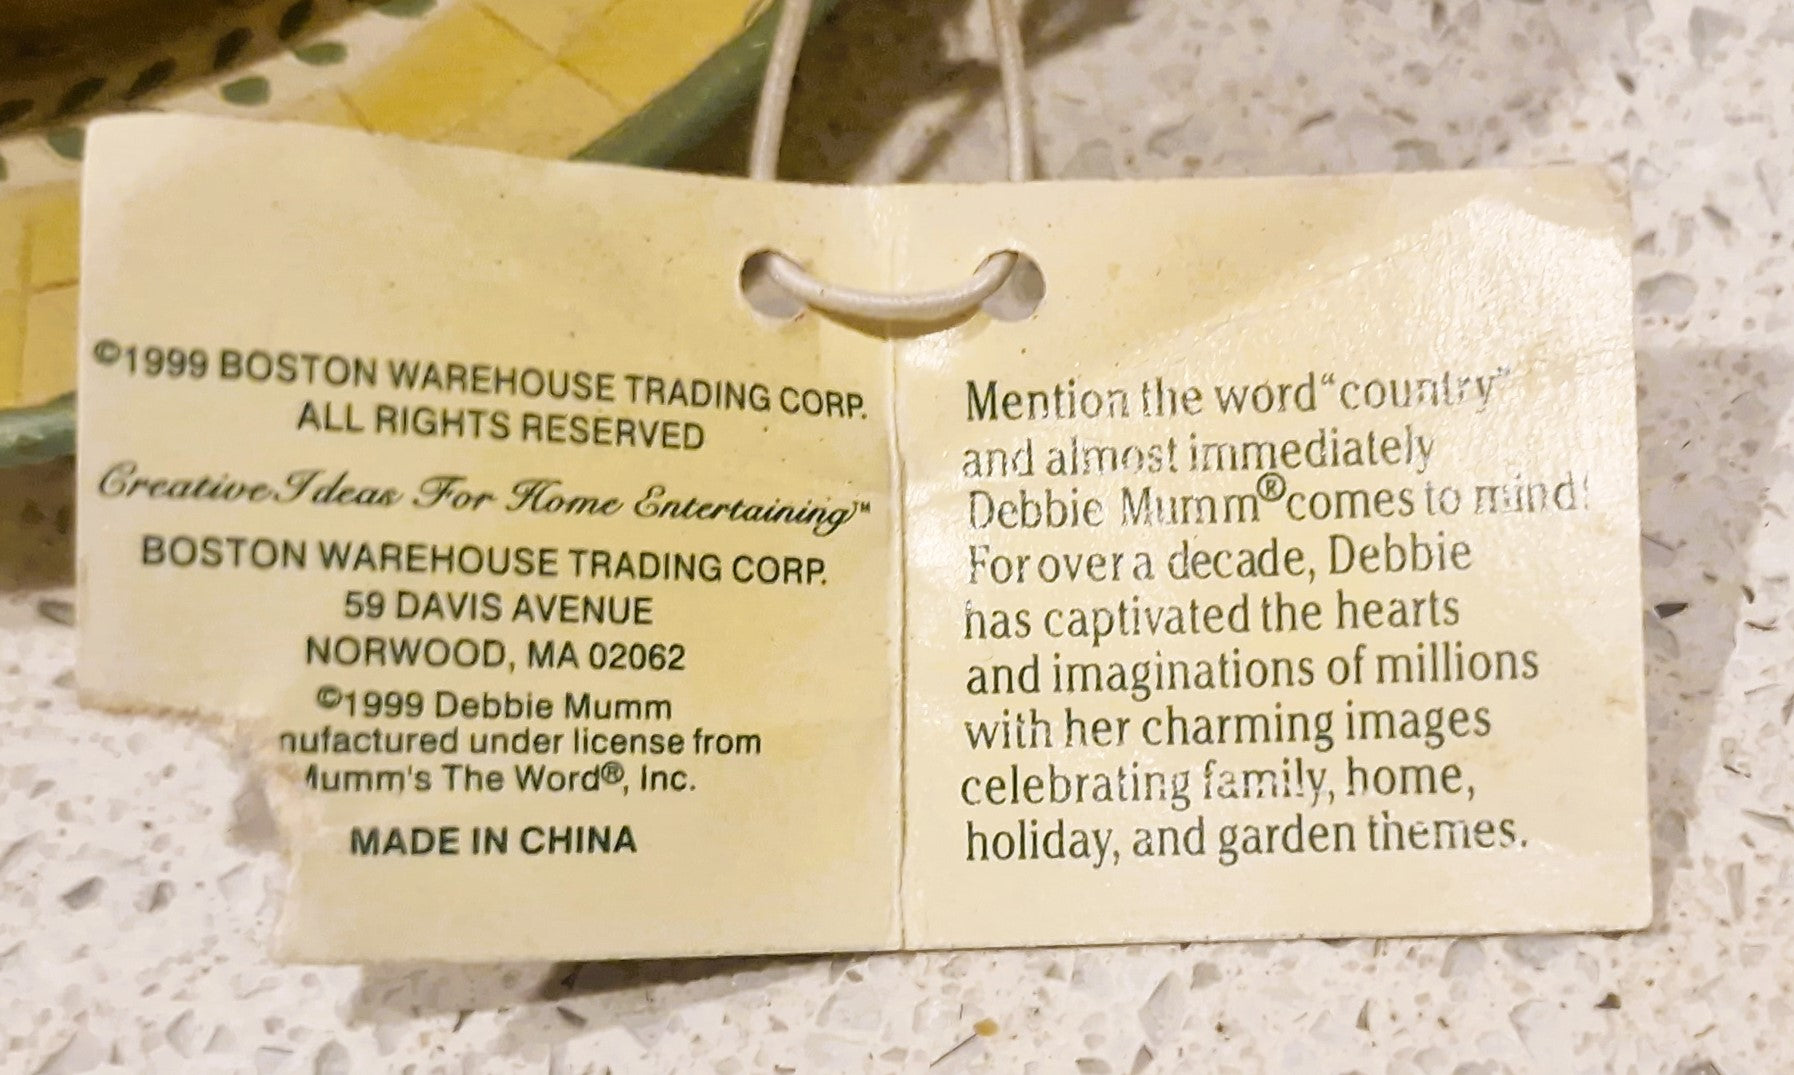 ©1999 BOSTON WAREHOUSE TRADING CORP.
ALL RIGHTS RESERVED
Creative Ideas For Home Entertaining™
BOSTON WAREHOUSE TRADING CORP.
59 DAVIS AVENUE
NORWOOD, MA 02062
©1999 Debbie Mumm
nufactured under license from
Mumm's The Word®, Inc.
MADE IN CHINA
Mention the word "country"
and almost immediately
Debbie Mumm® comes to mind!
For over a decade, Debbie
has captivated the hearts
and imaginations of millions
with her charming images
celebrating family, home,
holiday, and garden themes.